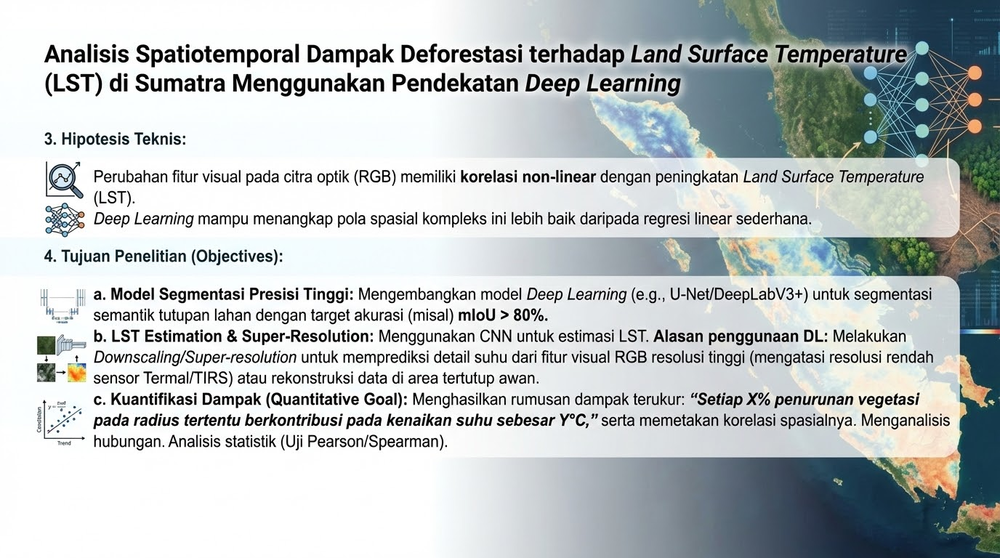 Analisis Spatiotemporal Dampak Deforestasi terhadap Land Surface Temperature
(LST) di Sumatra Menggunakan Pendekatan Deep Learning
3. Hipotesis Teknis:
Perubahan fitur visual pada citra optik (RGB) memiliki korelasi non-linear dengan peningkatan Land Surface Temperature
(LST).
Deep Learning mampu menangkap pola spasial kompleks ini lebih baik daripada regresi linear sederhana.
4. Tujuan Penelitian (Objectives):
a. Model Segmentasi Presisi Tinggi: Mengembangkan model Deep Learning (e.g., U-Net/DeepLabV3+) untuk segmentasi
semantik tutupan lahan dengan target akurasi (misal) mIoU > 80%.
b. LST Estimation & Super-Resolution: Menggunakan CNN untuk estimasi LST. Alasan penggunaan DL: Melakukan
Downscaling/Super-resolution untuk memprediksi detail suhu dari fitur visual RGB resolusi tinggi (mengatasi resolusi rendah
sensor Termal/TIRS) atau rekonstruksi data di area tertutup awan.
c. Kuantifikasi Dampak (Quantitative Goal): Menghasilkan rumusan dampak terukur: “Setiap X% penurunan vegetasi
pada radius tertentu berkontribusi pada kenaikan suhu sebesar Y°C,” serta memetakan korelasi spasialnya. Menganalisis
hubungan. Analisis statistik (Uji Pearson/Spearman).
Trend